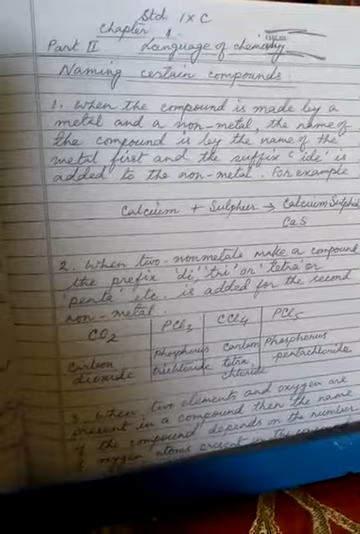 Std IX C
Chapter 1
Part II Language of chemistry
Naming certain compounds.
1. When the compound is made by a
metal and a non-metal, the name of
the compound is by the name of the
metal first and the suffix 'ide' is
added to the non-metal. For example
Calcium + Sulphur → Calcium Sulphide
CaS
2. When two-nonmetals make a compound
the prefix 'di' 'tri' or 'tetra' or
'penta' etc. is added for the second
non-metal.
CO2 PCl3 CCl4 PCl5
Carbon dioxide Phosphorus trichloride Carbon tetra chloride Phosphorus pentachloride
3. When two elements and oxygen are
present in a compound then the name
of the compound depends on the number
oxygen atoms present in the